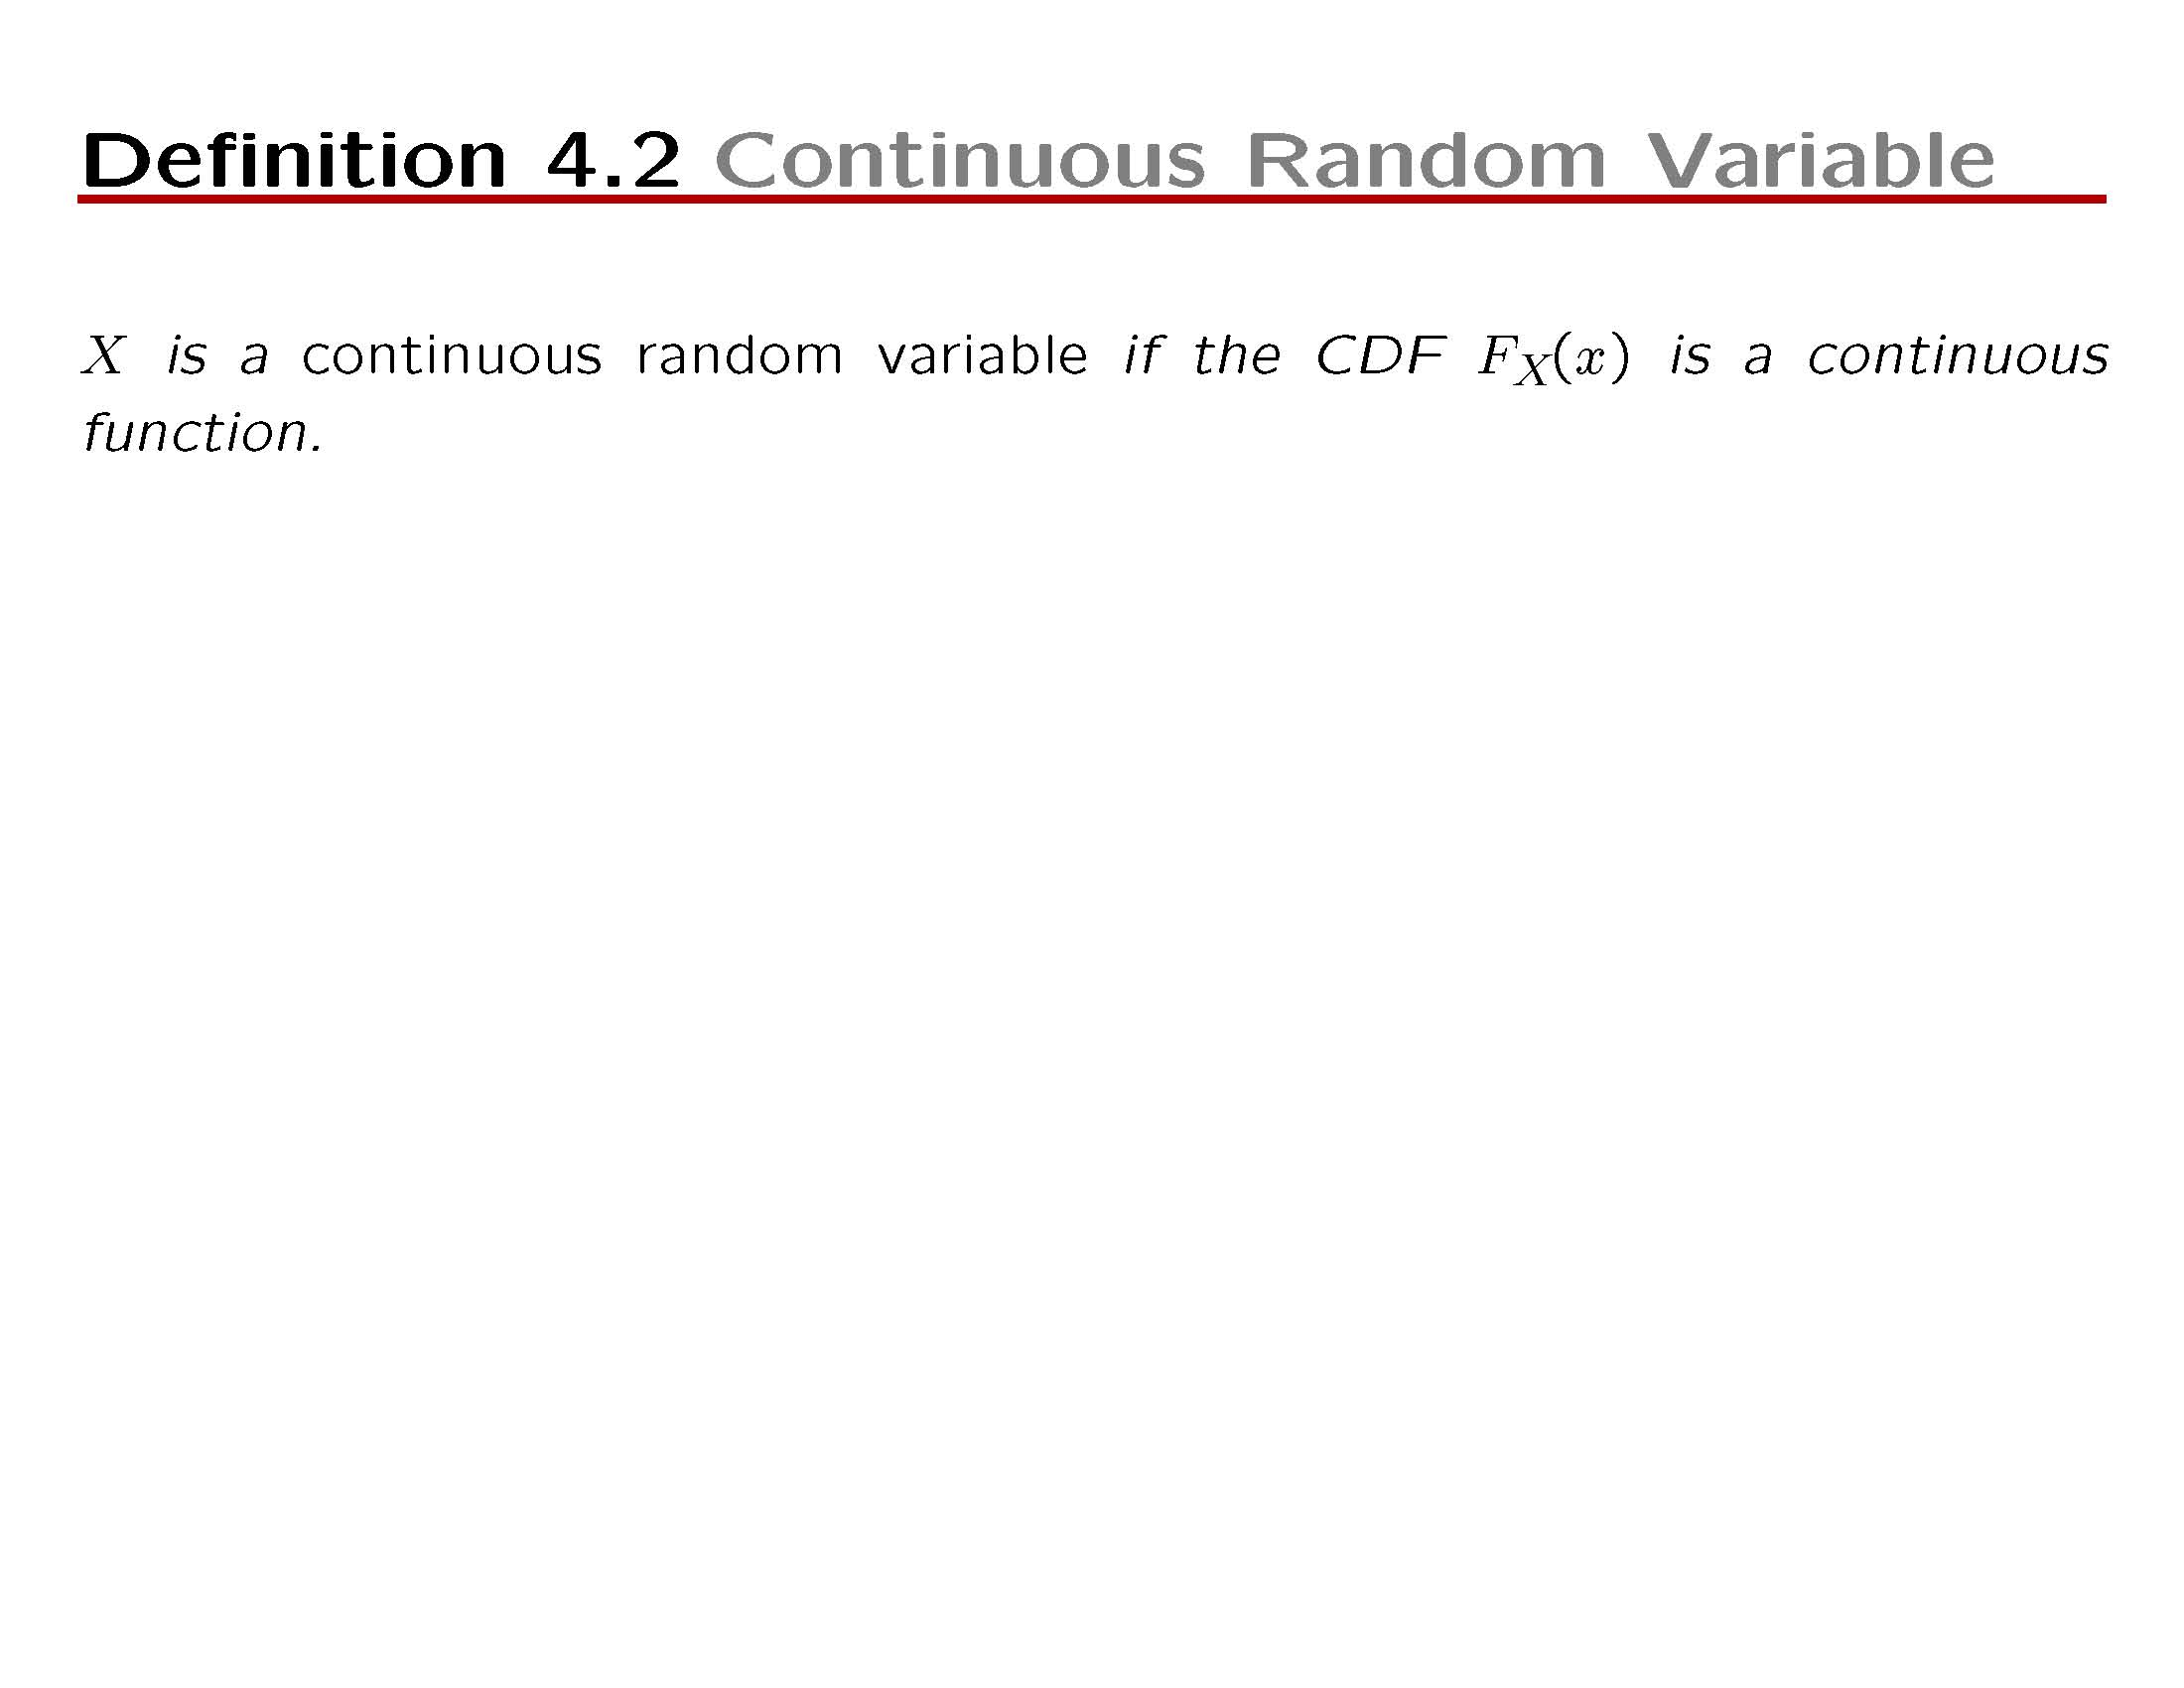 Definition 4.2 Continuous Random Variable
X is a continuous random variable if the CDF F_X(x) is a continuous
function.